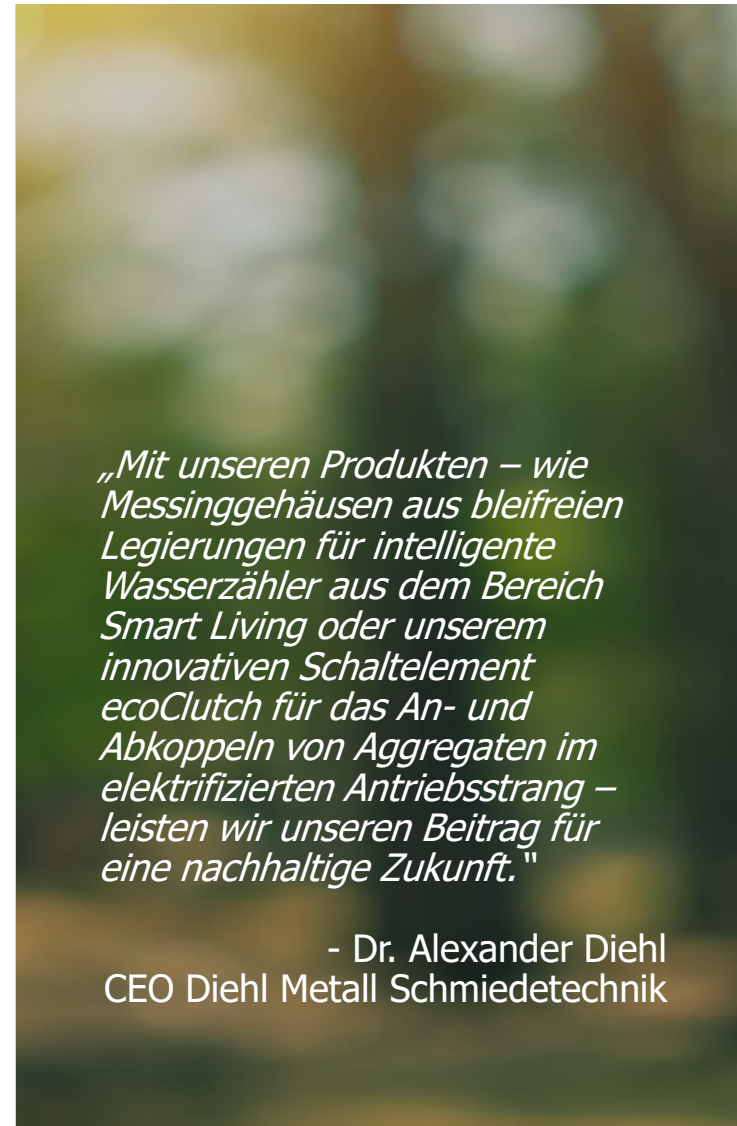 „Mit unseren Produkten – wie
Messinggehäusen aus bleifreien
Legierungen für intelligente
Wasserzähler aus dem Bereich
Smart Living oder unserem
innovativen Schaltelement
ecoClutch für das An- und
Abkoppeln von Aggregaten im
elektrifizierten Antriebsstrang –
leisten wir unseren Beitrag für
eine nachhaltige Zukunft.“
- Dr. Alexander Diehl
CEO Diehl Metall Schmiedetechnik